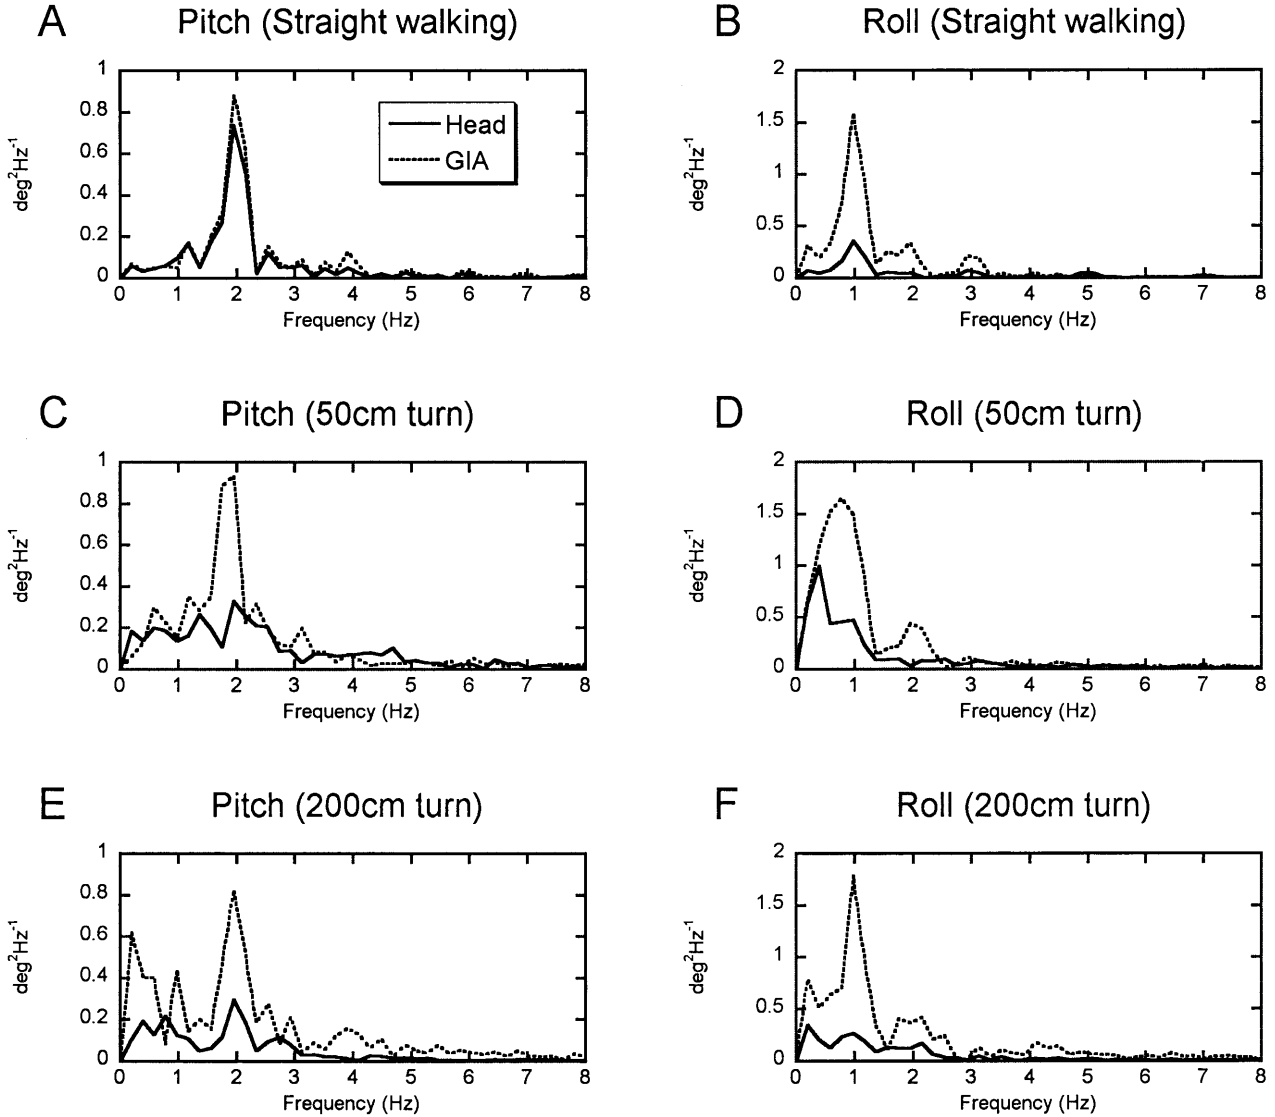 A Pitch (Straight walking)
1
0.8
0.6
0.4
0.2
0
deg²Hz⁻¹
Head
GIA
0 1 2 3 4 5 6 7 8
Frequency (Hz)
B Roll (Straight walking)
2
1.5
1
0.5
0
deg²Hz⁻¹
0 1 2 3 4 5 6 7 8
Frequency (Hz)
C Pitch (50cm turn)
1
0.8
0.6
0.4
0.2
0
deg²Hz⁻¹
0 1 2 3 4 5 6 7 8
Frequency (Hz)
D Roll (50cm turn)
2
1.5
1
0.5
0
deg²Hz⁻¹
0 1 2 3 4 5 6 7 8
Frequency (Hz)
E Pitch (200cm turn)
1
0.8
0.6
0.4
0.2
0
deg²Hz⁻¹
0 1 2 3 4 5 6 7 8
Frequency (Hz)
F Roll (200cm turn)
2
1.5
1
0.5
0
deg²Hz⁻¹
0 1 2 3 4 5 6 7 8
Frequency (Hz)